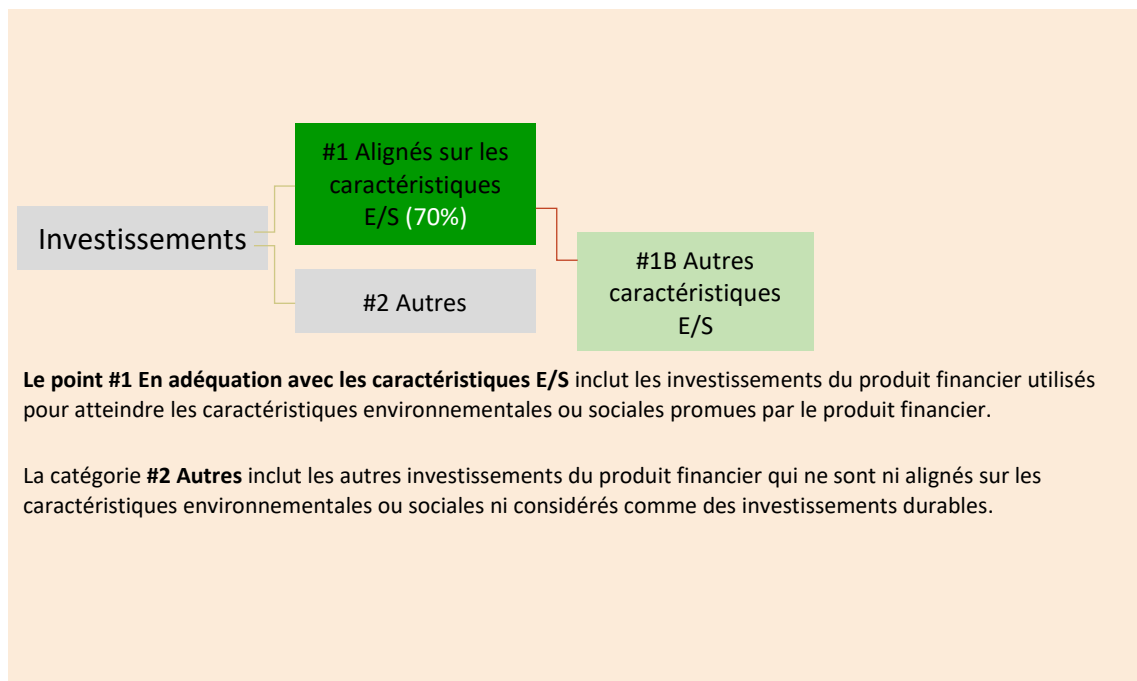 #1 Alignés sur les
caractéristiques
E/S (70%)
Investissements
#1B Autres
caractéristiques
E/S
#2 Autres
Le point #1 En adéquation avec les caractéristiques E/S inclut les investissements du produit financier utilisés
pour atteindre les caractéristiques environnementales ou sociales promues par le produit financier.
La catégorie #2 Autres inclut les autres investissements du produit financier qui ne sont ni alignés sur les
caractéristiques environnementales ou sociales ni considérés comme des investissements durables.